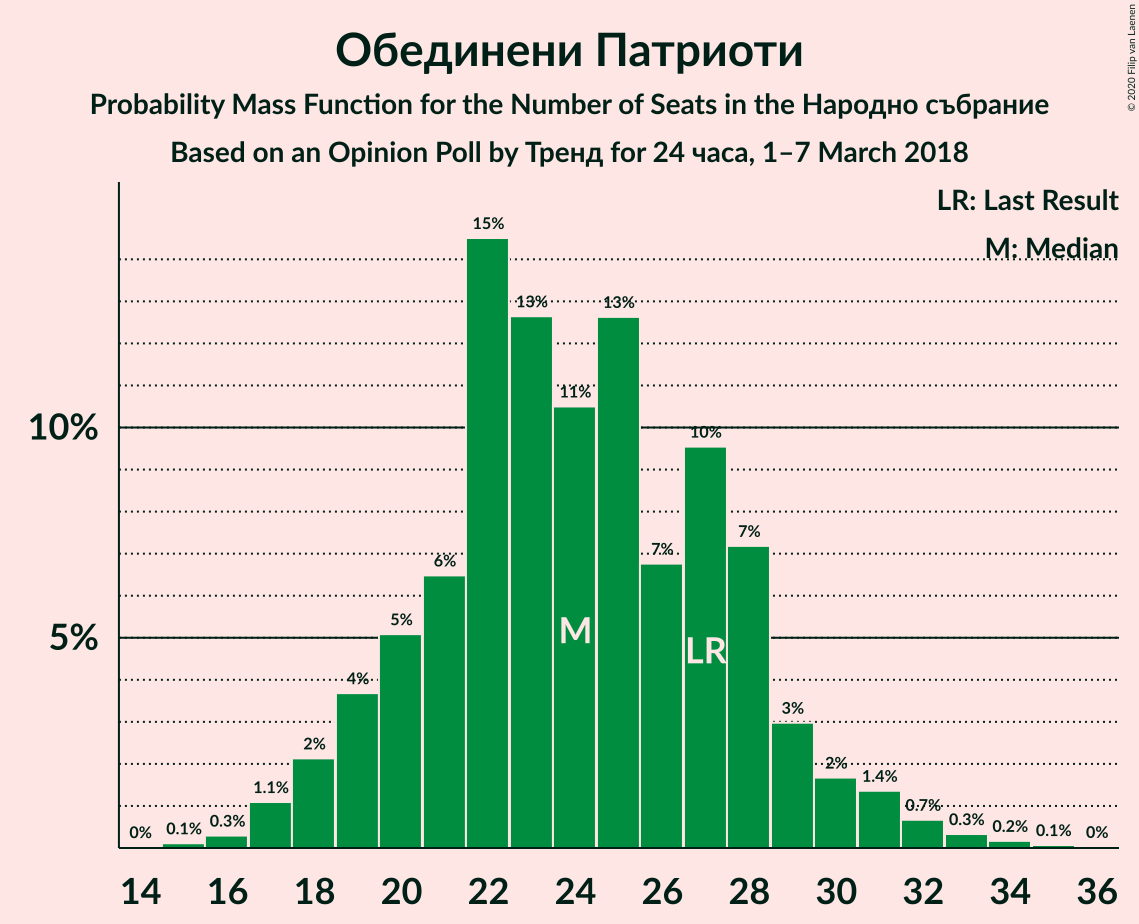 Обединени Патриоти
Probability Mass Function for the Number of Seats in the Народно събрание
Based on an Opinion Poll by Тренд for 24 часа, 1–7 March 2018
© 2020 Filip van Laenen
LR: Last Result
M: Median
10%
5%
0%
0.1%
0.3%
1.1%
2%
4%
5%
6%
15%
13%
11%
13%
7%
10%
7%
3%
2%
1.4%
0.7%
0.3%
0.2%
0.1%
0%
M
LR
14 16 18 20 22 24 26 28 30 32 34 36